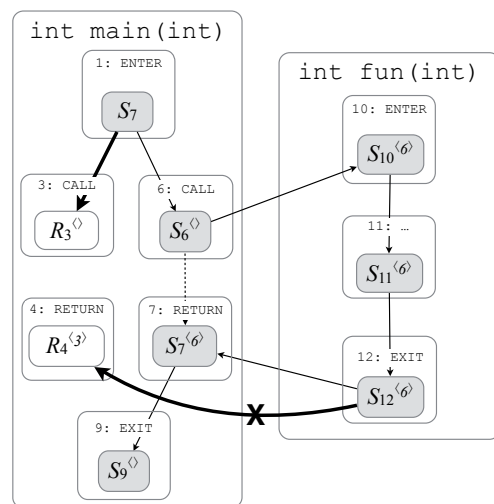 int main(int)
1: ENTER
S7
3: CALL
R3⟨⟩
6: CALL
S6⟨⟩
4: RETURN
R4⟨3⟩
7: RETURN
S7⟨6⟩
9: EXIT
S9⟨⟩
X
int fun(int)
10: ENTER
S10⟨6⟩
11: …
S11⟨6⟩
12: EXIT
S12⟨6⟩